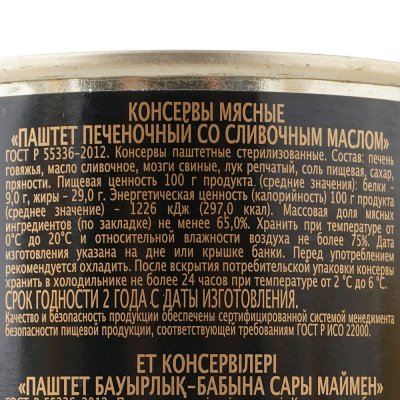 КОНСЕРВЫ МЯСНЫЕ
«ПАШТЕТ ПЕЧЕНОЧНЫЙ СО СЛИВОЧНЫМ МАСЛОМ»
ГОСТ Р 55336-2012. Консервы паштетные стерилизованные. Состав: печень
говяжья, масло сливочное, мозги свиные, лук репчатый, соль пищевая, сахар,
пряности. Пищевая ценность 100 г продукта (средние значения): белки -
9,0 г, жиры - 29,0 г. Энергетическая ценность (калорийность) 100 г продукта
(среднее значение) - 1226 кДж (297,0 ккал). Массовая доля мясных
ингредиентов (по закладке) не менее 65,0%. Хранить при температуре от
0°С до 20°С и относительной влажности воздуха не более 75%. Дата
изготовления указана на дне или крышке банки. Перед употреблением
рекомендуется охладить. После вскрытия потребительской упаковки консервы
хранить в холодильнике не более 24 часов при температуре от 2 °С до 6 °С.
СРОК ГОДНОСТИ 2 ГОДА С ДАТЫ ИЗГОТОВЛЕНИЯ.
Качество и безопасность продукции обеспечены сертифицированной системой менеджмента
безопасности пищевой продукции, соответствующей требованиям ГОСТ Р ИСО 22000.
ЕТ КОНСЕРВІЛЕРІ
«ПАШТЕТ БАУЫРЛЫҚ-БАБЫНА САРЫ МАЙМЕН»